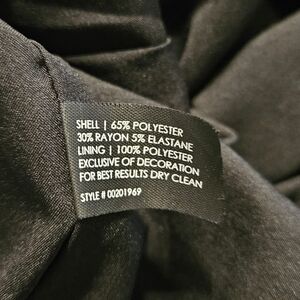 SHELL | 65% POLYESTER
30% RAYON 5% ELASTANE
LINING | 100% POLYESTER
EXCLUSIVE OF DECORATION
FOR BEST RESULTS DRY CLEAN
STYLE # 00201969